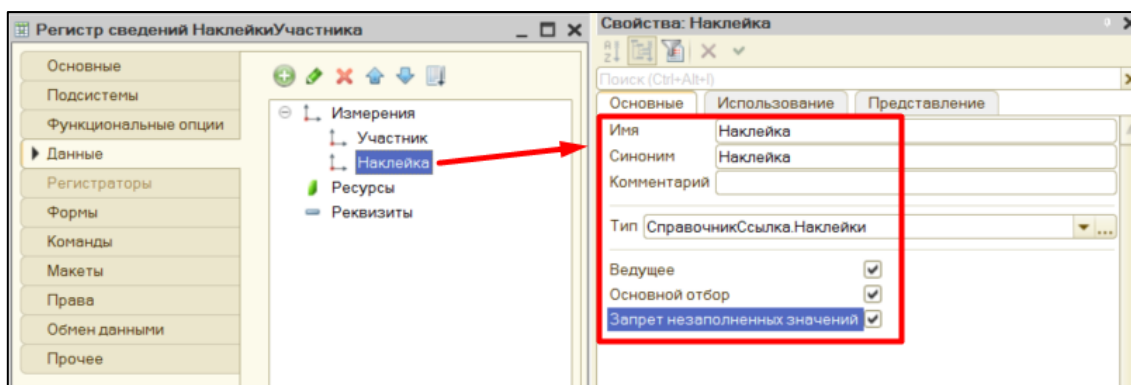 Регистр сведений НаклейкиУчастника
Основные
Подсистемы
Функциональные опции
Данные
Регистраторы
Формы
Команды
Макеты
Права
Обмен данными
Прочее
Измерения
Участник
Наклейка
Ресурсы
Реквизиты
Свойства: Наклейка
Поиск (Ctrl+Alt+I)
Основные Использование Представление
Имя Наклейка
Синоним Наклейка
Комментарий
Тип СправочникСсылка.Наклейки
Ведущее
Основной отбор
Запрет незаполненных значений